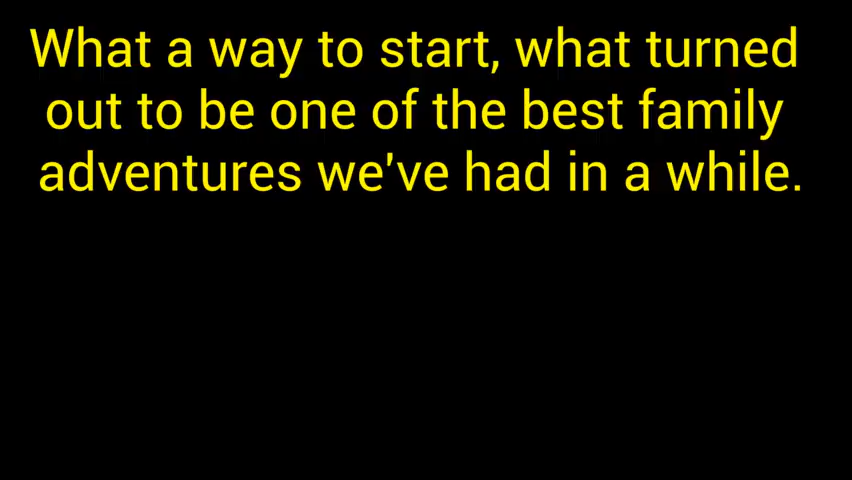 What a way to start, what turned
out to be one of the best family
adventures we've had in a while.